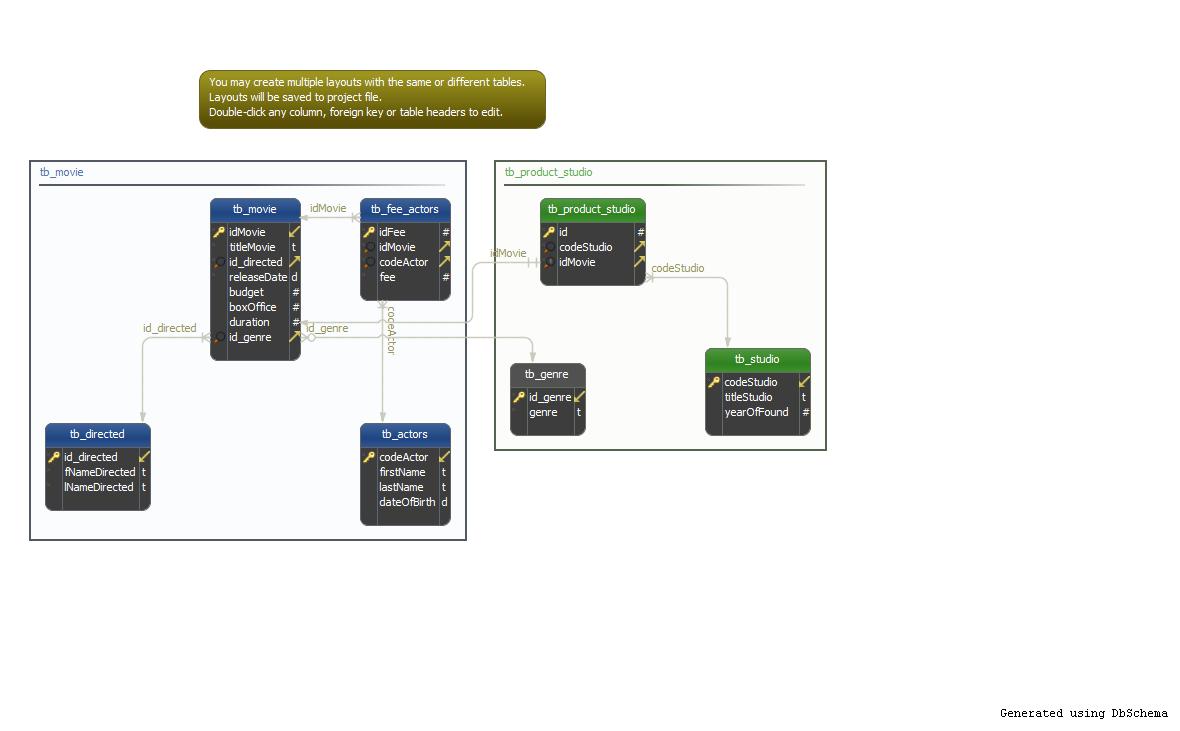 You may create multiple layouts with the same or different tables.
Layouts will be saved to project file.
Double-click any column, foreign key or table headers to edit.
tb_movie
tb_movie
idMovie
titleMovie t
id_directed
releaseDate d
budget #
boxOffice #
duration #
id_genre
idMovie
tb_fee_actors
idFee #
idMovie
codeActor
fee #
id_directed
id_genre
codeActor
tb_directed
id_directed
fNameDirected t
lNameDirected t
tb_actors
codeActor
firstName t
lastName t
dateOfBirth d
tb_product_studio
tb_product_studio
id #
codeStudio
idMovie
idMovie
codeStudio
tb_genre
id_genre
genre t
tb_studio
codeStudio
titleStudio t
yearOfFound #
Generated using DbSchema